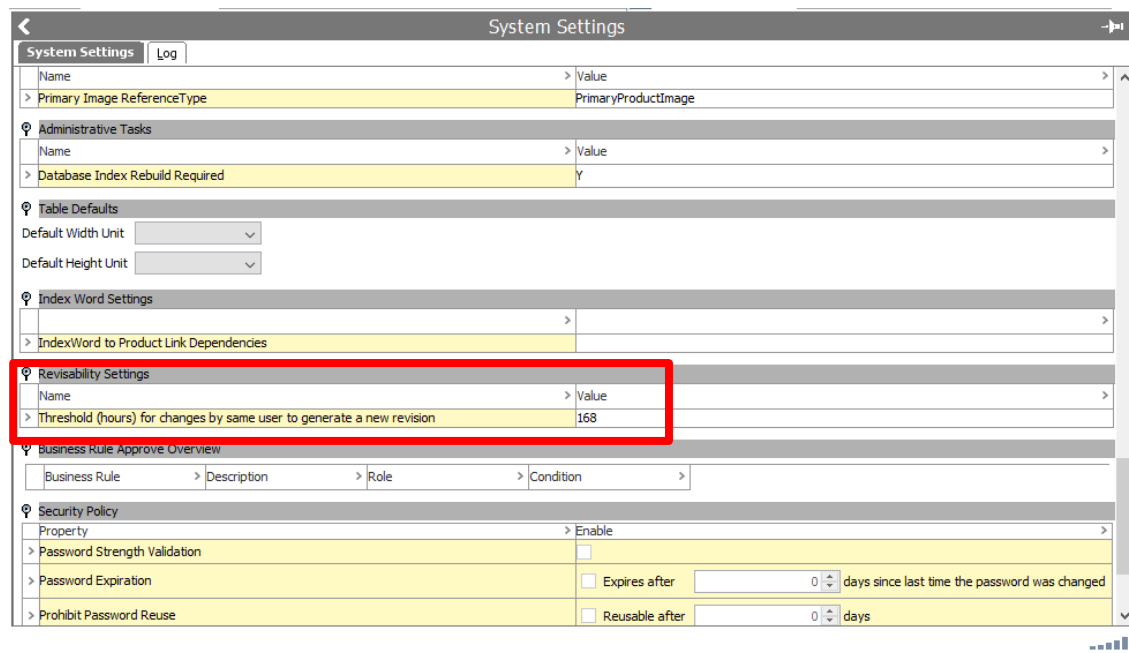 System Settings
System Settings Log
Name Value
Primary Image ReferenceType PrimaryProductImage
Administrative Tasks
Name Value
Database Index Rebuild Required Y
Table Defaults
Default Width Unit
Default Height Unit
Index Word Settings
IndexWord to Product Link Dependencies
Revisability Settings
Name Value
Threshold (hours) for changes by same user to generate a new revision 168
Business Rule Approve Overview
Business Rule Description Role Condition
Security Policy
Property Enable
Password Strength Validation
Password Expiration Expires after 0 days since last time the password was changed
Prohibit Password Reuse Reusable after 0 days